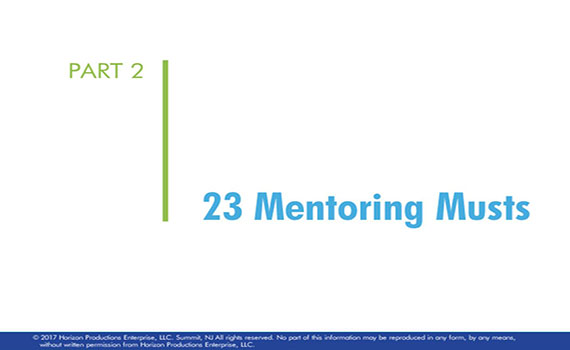 PART 2
23 Mentoring Musts
© 2017 Horizon Productions Enterprise, LLC. Summit, NJ All rights reserved. No part of this information may be reproduced in any form, by any means,
without written permission from Horizon Productions Enterprise, LLC.